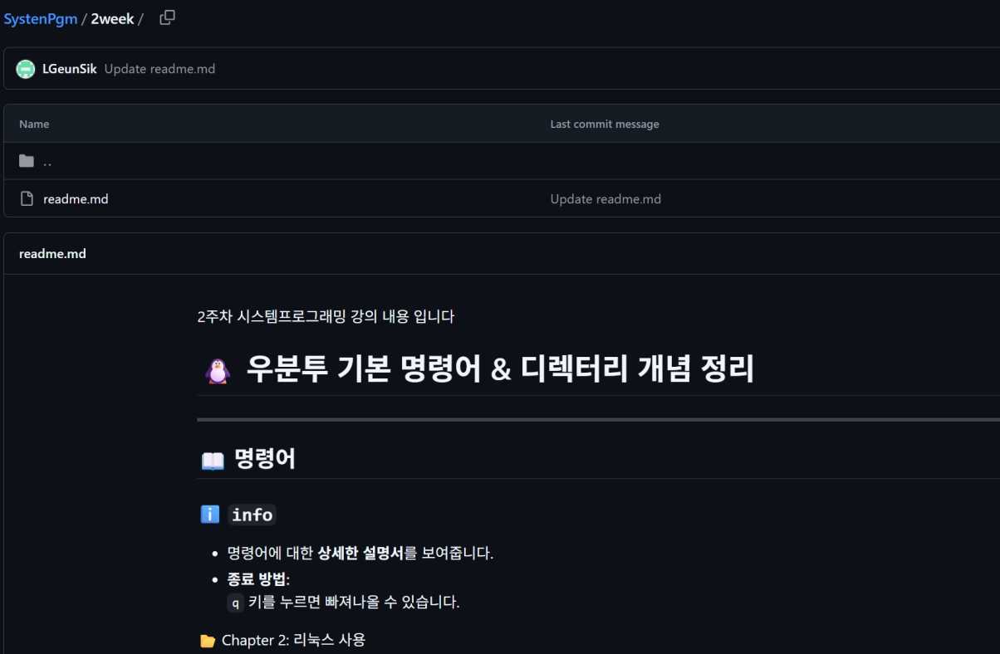 SystenPgm / 2week /
LGeunSik Update readme.md
Name Last commit message
..
readme.md Update readme.md
readme.md
2주차 시스템프로그래밍 강의 내용 입니다
🐧 우분투 기본 명령어 & 디렉터리 개념 정리
📖 명령어
ℹ️ info
• 명령어에 대한 상세한 설명서를 보여줍니다.
• 종료 방법:
q 키를 누르면 빠져나올 수 있습니다.
📂 Chapter 2: 리눅스 사용